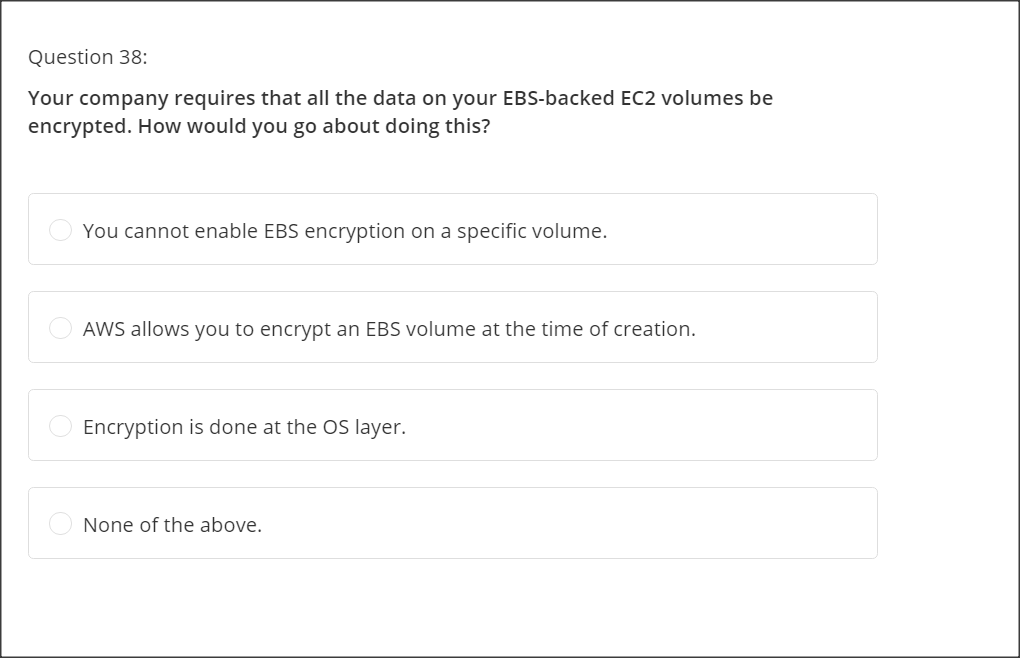 Question 38:
Your company requires that all the data on your EBS-backed EC2 volumes be
encrypted. How would you go about doing this?
You cannot enable EBS encryption on a specific volume.
AWS allows you to encrypt an EBS volume at the time of creation.
Encryption is done at the OS layer.
None of the above.